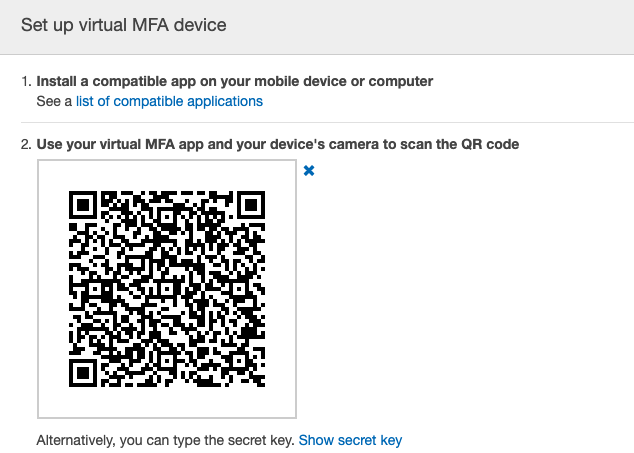 Set up virtual MFA device
1. Install a compatible app on your mobile device or computer
See a list of compatible applications
2. Use your virtual MFA app and your device's camera to scan the QR code
Alternatively, you can type the secret key. Show secret key